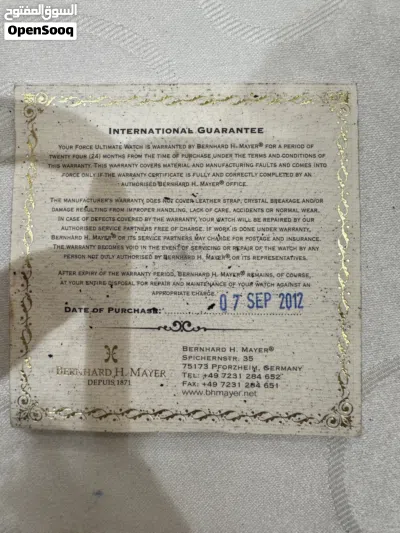 السوق المفتوح
OpenSooq
INTERNATIONAL GUARANTEE
YOUR FORCE ULTIMATE WATCH IS WARRANTED BY BERNHARD H. MAYER® FOR A PERIOD OF
TWENTY FOUR (24) MONTHS FROM THE TIME OF PURCHASE UNDER THE TERMS AND CONDITIONS OF
THIS WARRANTY. THIS WARRANTY COVERS MATERIAL AND MANUFACTURING FAULTS AND COMES INTO
FORCE ONLY IF THE WARRANTY CERTIFICATE IS FULLY AND CORRECTLY COMPLETED BY AN
AUTHORISED BERNHARD H. MAYER® OFFICE.
THE MANUFACTURER'S WARRANTY DOES NOT COVER LEATHER STRAP, CRYSTAL BREAKAGE AND/OR
DAMAGE RESULTING FROM IMPROPER HANDLING, LACK OF CARE, ACCIDENTS OR NORMAL WEAR.
IN CASE OF DEFECTS COVERED BY THE WARRANTY, YOUR WATCH WILL BE REPAIRED BY OUR
AUTHORISED SERVICE PARTNERS FREE OF CHARGE. IF WORK IS DONE UNDER WARRANTY,
BERNHARD H. MAYER® OR ITS SERVICE PARTNERS MAY CHARGE FOR POSTAGE AND INSURANCE.
THE WARRANTY BECOMES VOID IN THE EVENT OF SERVICING OR REPAIR OF THE WATCH BY ANY
PERSON NOT DULY AUTHORISED BY BERNHARD H. MAYER® OR ITS REPRESENTATIVES.
AFTER EXPIRY OF THE WARRANTY PERIOD, BERNHARD H. MAYER® REMAINS, OF COURSE,
AT YOUR ENTIRE DISPOSAL FOR REPAIR AND MAINTENANCE OF YOUR WATCH AGAINST AN
APPROPRIATE CHARGE.
DATE OF PURCHASE: 07 SEP 2012
BERNHARD H. MAYER
DEPUIS 1871
BERNHARD H. MAYER®
SPICHERNSTR. 35
75173 PFORZHEIM, GERMANY
TEL: +49 7231 284 652
FAX: +49 7231 284 651
www.bhmayer.net